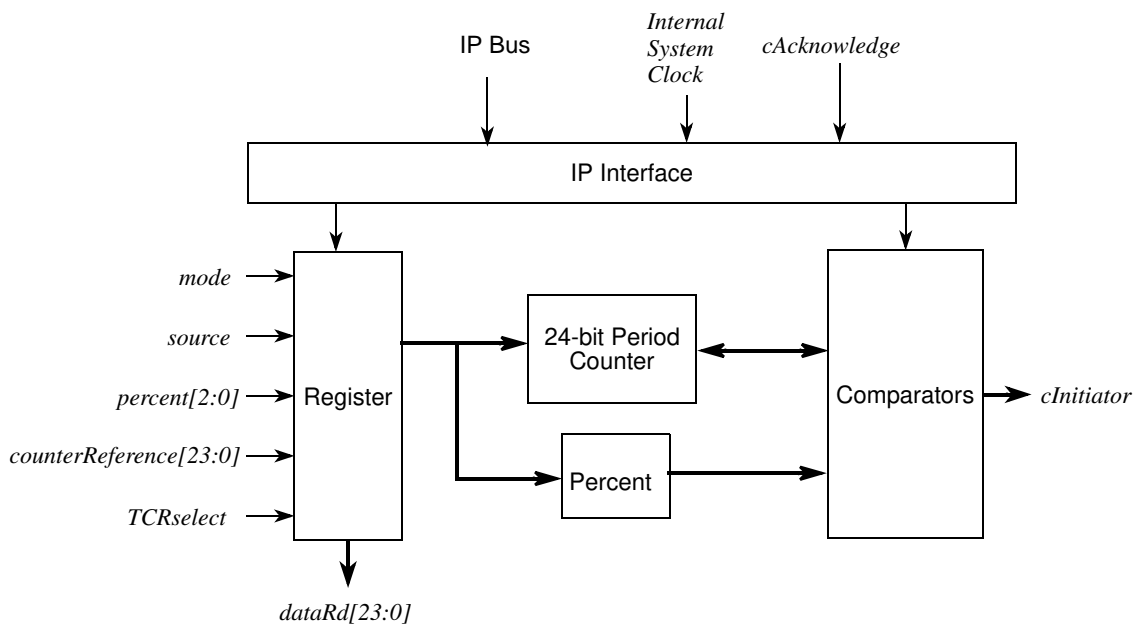 IP Bus
Internal
System
Clock
cAcknowledge
IP Interface
mode
source
percent[2:0]
counterReference[23:0]
TCRselect
Register
24-bit Period
Counter
Percent
Comparators
cInitiator
dataRd[23:0]